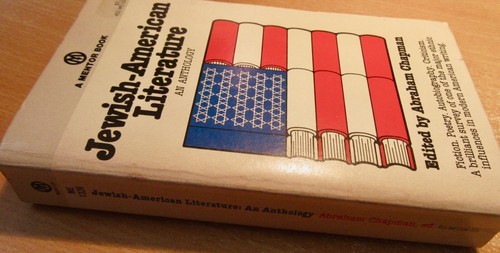 A MENTOR BOOK
Jewish-American
Literature
AN ANTHOLOGY
Edited by Abraham Chapman
Fiction, Poetry, Autobiography, Criticism
A brilliant survey of one of the major ethnic
influences in modern American writing.
Jewish-American Literature: An Anthology Abraham Chapman, ed.